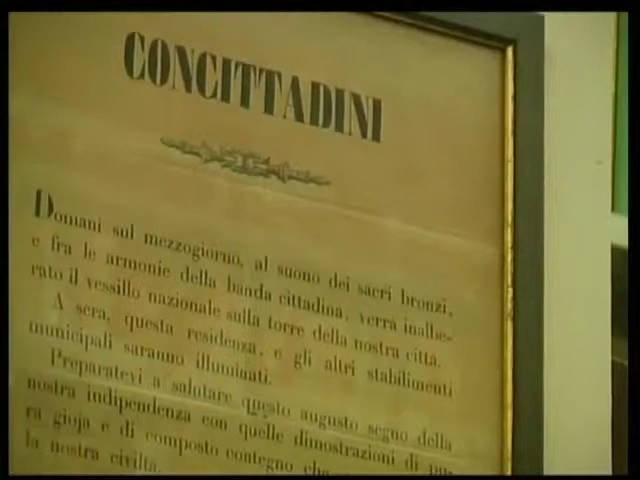 CONCITTADINI
Domani sul mezzogiorno, al suono dei sacri bronzi,
e fra le armonie della banda cittadina, verrà inalbe-
rato il vessillo nazionale sulla torre della nostra città.
A sera, questa residenza, e gli altri stabilimenti
municipali saranno illuminati.
Preparatevi a salutare questo augusto segno della
nostra indipendenza con quelle dimostrazioni di pu-
ra gioja e di composto contegno che
la nostra civiltà.